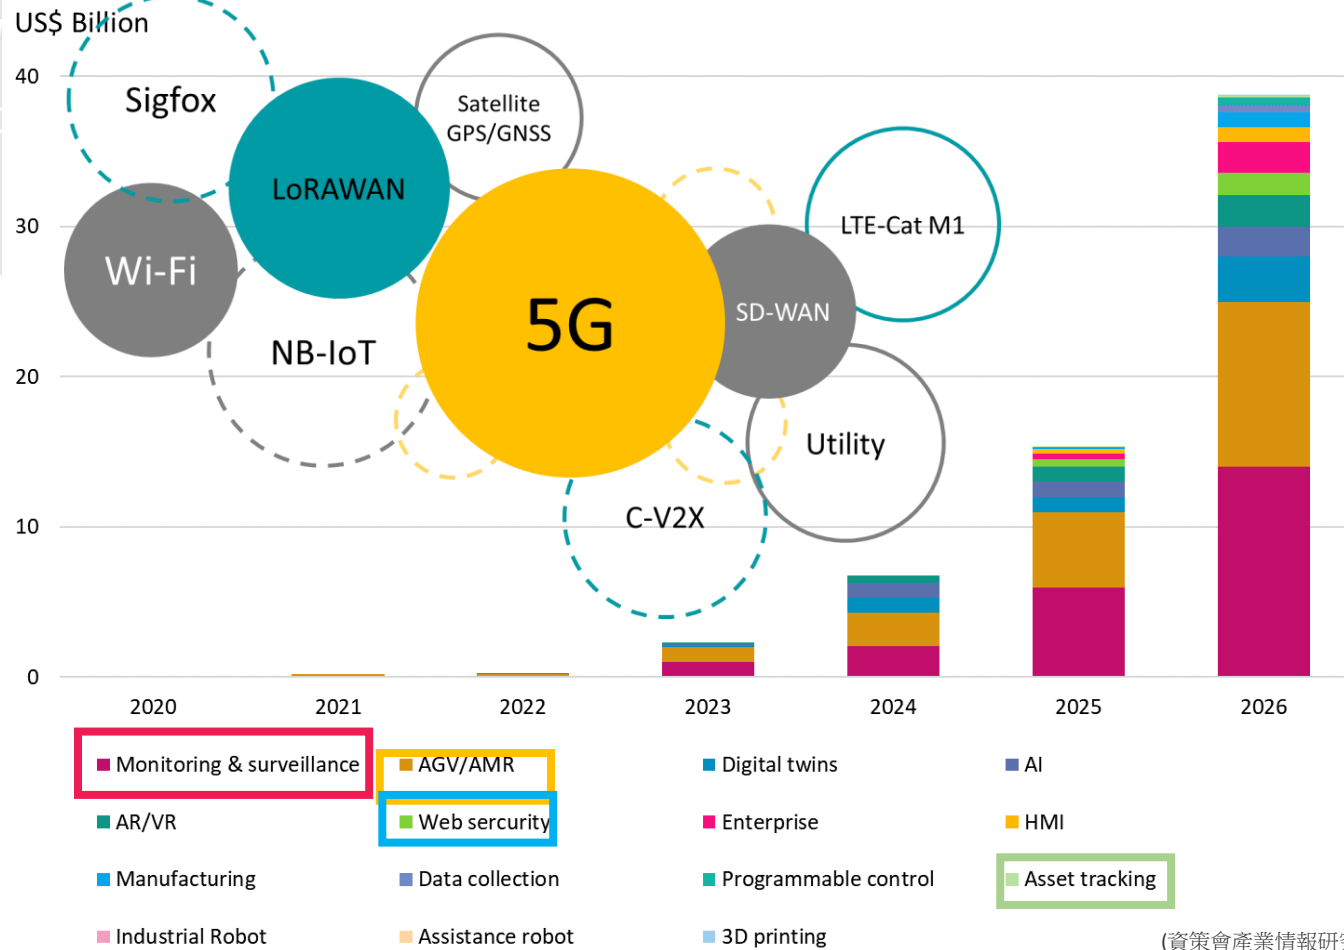 US$ Billion
40
30
20
10
0
Sigfox
LoRAWAN
Satellite
GPS/GNSS
Wi-Fi
NB-IoT
5G
SD-WAN
LTE-Cat M1
Utility
C-V2X
2020 2021 2022 2023 2024 2025 2026
Monitoring & surveillance AGV/AMR Digital twins AI
AR/VR Web sercurity Enterprise HMI
Manufacturing Data collection Programmable control Asset tracking
Industrial Robot Assistance robot 3D printing
(資策會產業情報研究